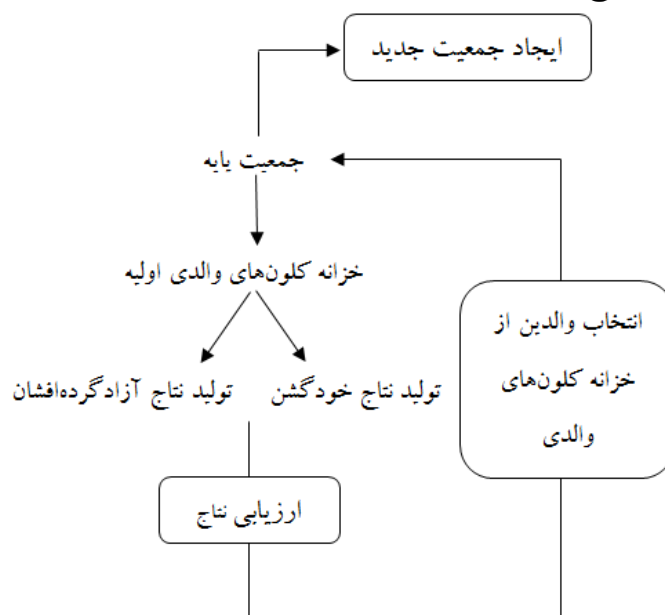 ایجاد جمعیت جدید
جمعیت پایه
خزانه کلون‌های والدی اولیه
تولید نتاج خودگشن
تولید نتاج آزادگرده‌افشان
انتخاب والدین از
خزانه کلون‌های
والدی
ارزیابی نتاج